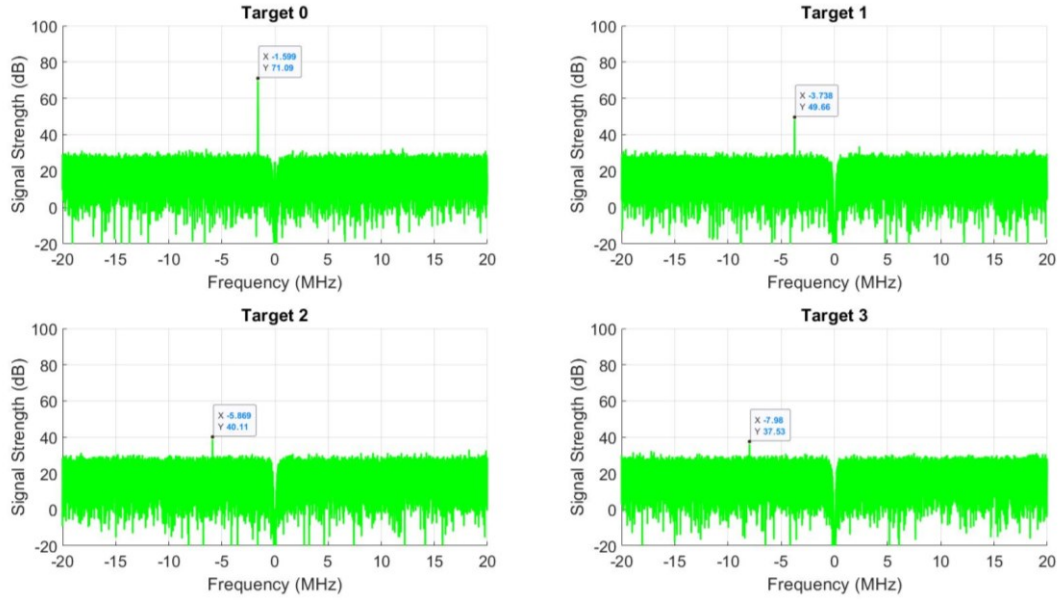 Target 0
100
80
60
40
20
0
-20
Signal Strength (dB)
X -1.599
Y 71.09
-20 -15 -10 -5 0 5 10 15 20
Frequency (MHz)
Target 1
100
80
60
40
20
0
-20
Signal Strength (dB)
X -3.738
Y 49.66
-20 -15 -10 -5 0 5 10 15 20
Frequency (MHz)
Target 2
100
80
60
40
20
0
-20
Signal Strength (dB)
X -5.869
Y 40.11
-20 -15 -10 -5 0 5 10 15 20
Frequency (MHz)
Target 3
100
80
60
40
20
0
-20
Signal Strength (dB)
X -7.98
Y 37.53
-20 -15 -10 -5 0 5 10 15 20
Frequency (MHz)